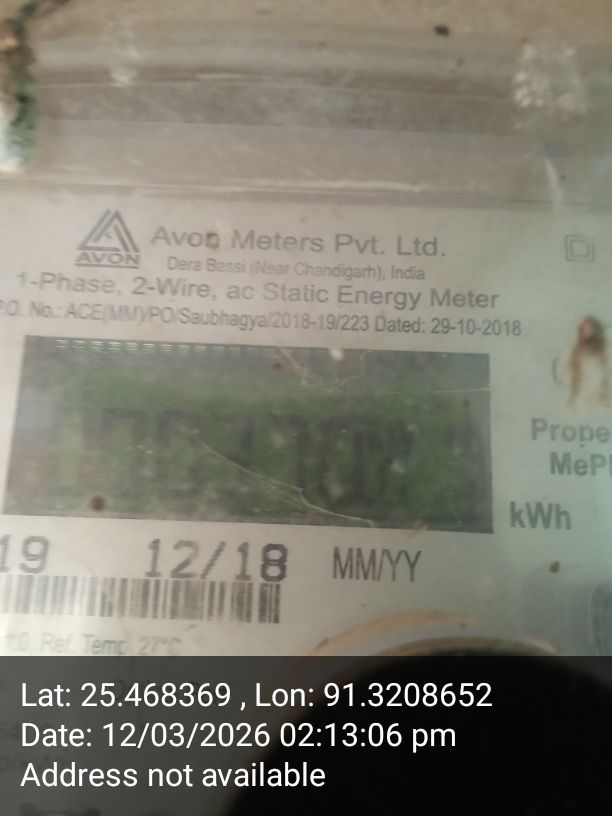 AVON
Avon Meters Pvt. Ltd.
Dera Bassi (Near Chandigarh), India
1-Phase, 2-Wire, ac Static Energy Meter
P.O. No.: ACE(MM)/PO/Saubhagya/2018-19/223 Dated: 29-10-2018
Prope
MePD
kWh
19 12/18 MM/YY
Ref. Temp 27°C
Lat: 25.468369 , Lon: 91.3208652
Date: 12/03/2026 02:13:06 pm
Address not available